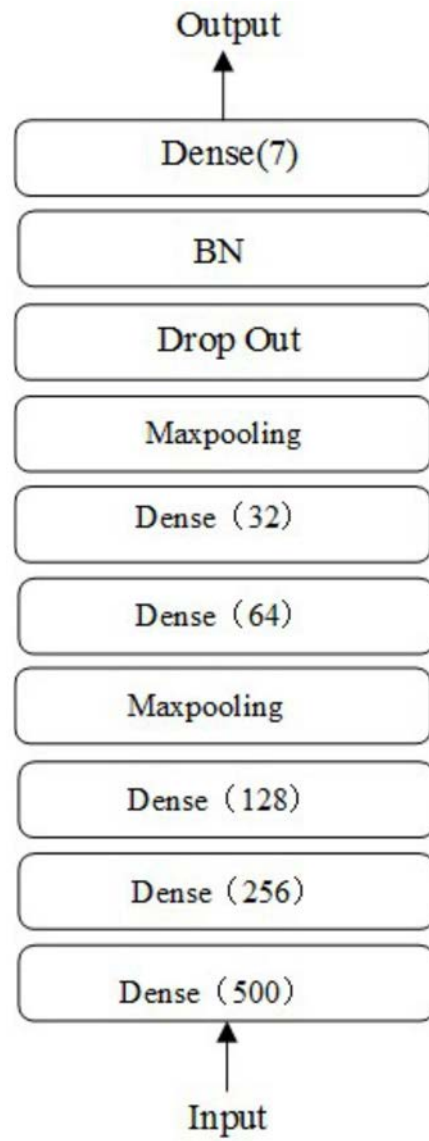 Output
Dense(7)
BN
Drop Out
Maxpooling
Dense（32）
Dense（64）
Maxpooling
Dense（128）
Dense（256）
Dense（500）
Input